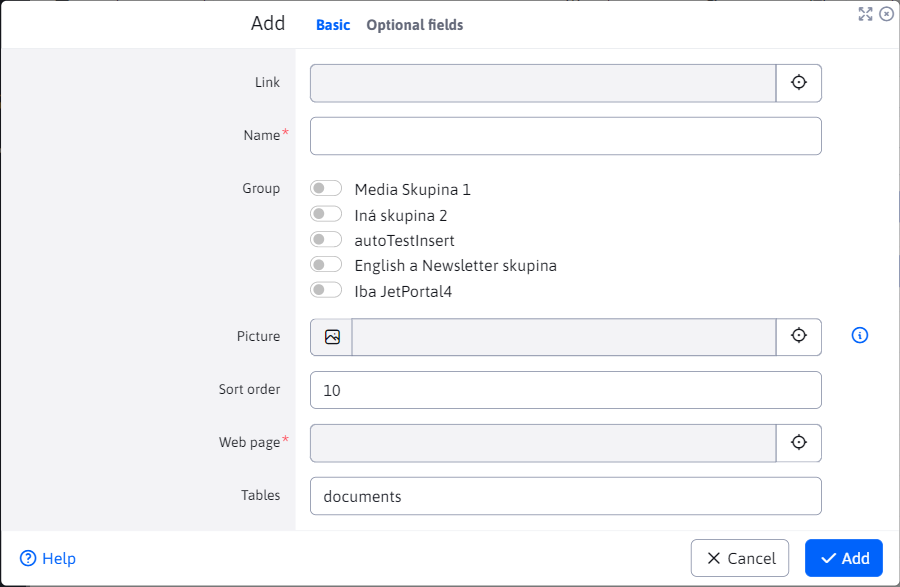 Add Basic Optional fields
Link
Name*
Group
Media Skupina 1
Iná skupina 2
autoTestInsert
English a Newsletter skupina
Iba JetPortal4
Picture
Sort order 10
Web page*
Tables documents
Help Cancel Add